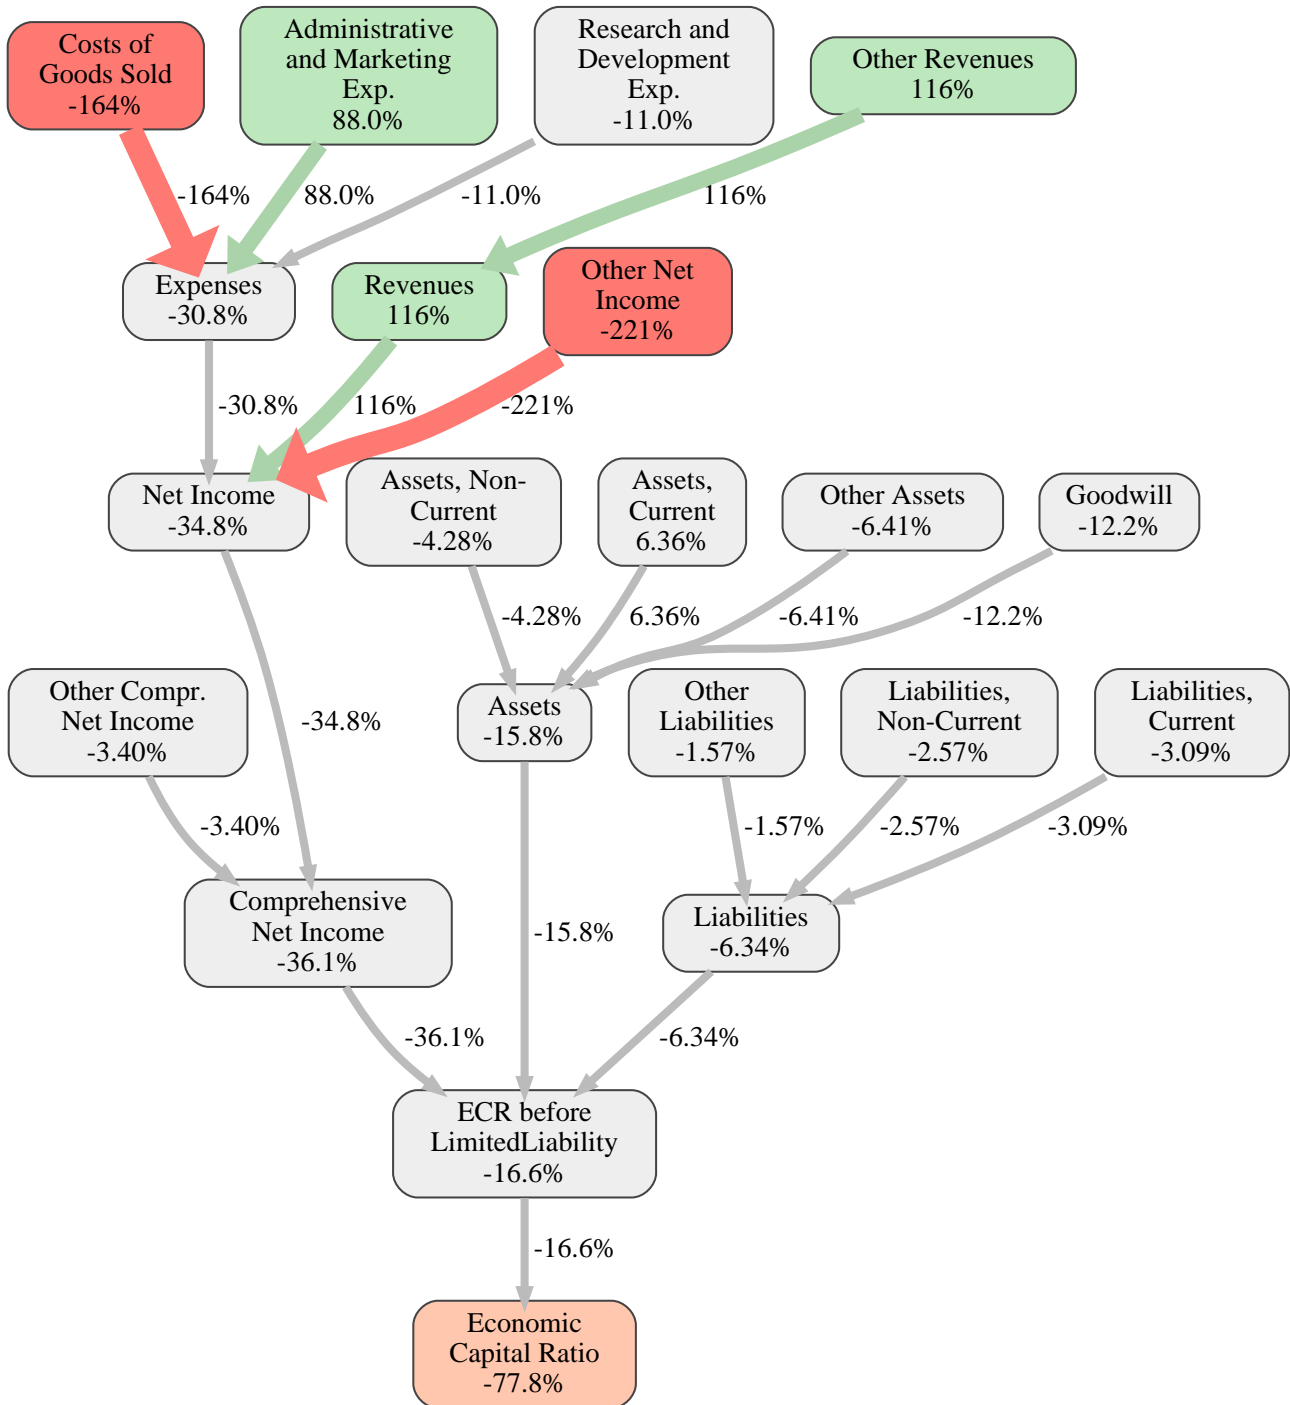 Costs of
Goods Sold
-164%
Administrative
and Marketing
Exp.
88.0%
Research and
Development
Exp.
-11.0%
Other Revenues
116%
-164%
88.0%
-11.0%
116%
Expenses
-30.8%
Revenues
116%
Other Net
Income
-221%
-30.8%
116%
-221%
Net Income
-34.8%
Assets, Non-
Current
-4.28%
Assets,
Current
6.36%
Other Assets
-6.41%
Goodwill
-12.2%
-4.28%
6.36%
-6.41%
-12.2%
Other Compr.
Net Income
-3.40%
-34.8%
Assets
-15.8%
Other
Liabilities
-1.57%
Liabilities,
Non-Current
-2.57%
Liabilities,
Current
-3.09%
-3.40%
-1.57%
-2.57%
-3.09%
Comprehensive
Net Income
-36.1%
-15.8%
Liabilities
-6.34%
-36.1%
-6.34%
ECR before
LimitedLiability
-16.6%
-16.6%
Economic
Capital Ratio
-77.8%